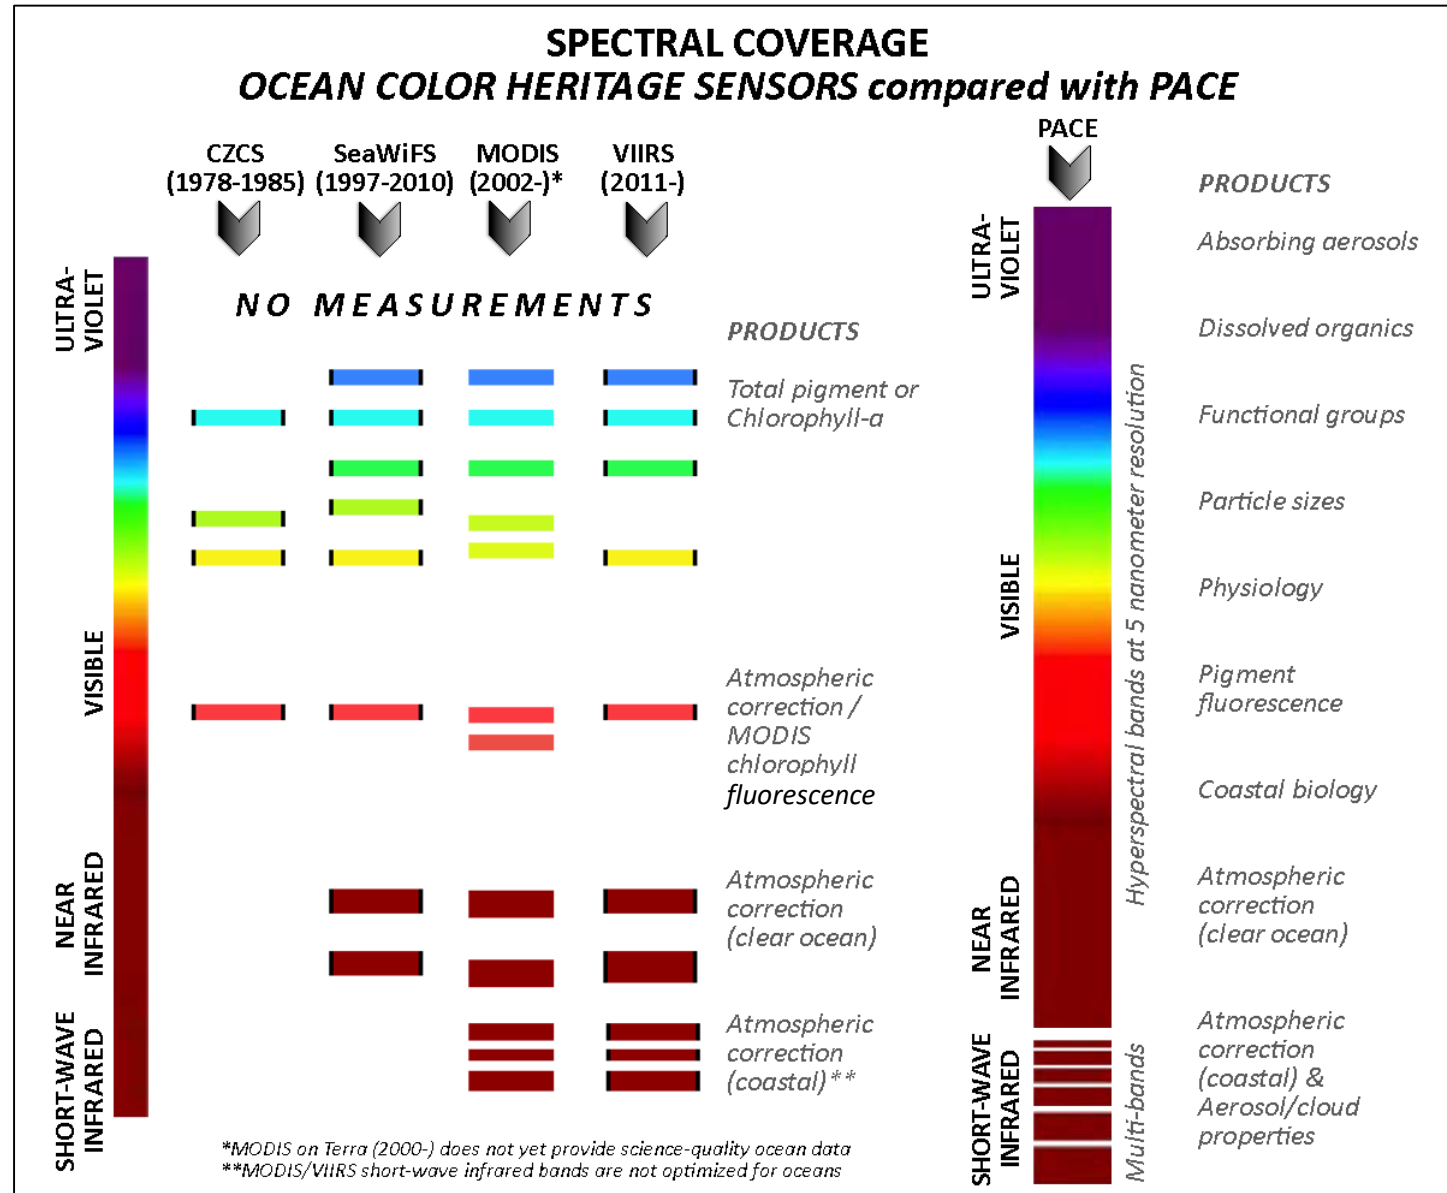 SPECTRAL COVERAGE
OCEAN COLOR HERITAGE SENSORS compared with PACE
CZCS
(1978-1985)
SeaWiFS
(1997-2010)
MODIS
(2002-)*
VIIRS
(2011-)
ULTRA-
VIOLET
VISIBLE
NEAR
INFRARED
SHORT-WAVE
INFRARED
NO MEASUREMENTS
PRODUCTS
Total pigment or
Chlorophyll-a
Atmospheric
correction /
MODIS
chlorophyll
fluorescence
Atmospheric
correction
(clear ocean)
Atmospheric
correction
(coastal)**
*MODIS on Terra (2000-) does not yet provide science-quality ocean data
**MODIS/VIIRS short-wave infrared bands are not optimized for oceans
PACE
ULTRA-
VIOLET
VISIBLE
NEAR
INFRARED
SHORT-WAVE
INFRARED
Hyperspectral bands at 5 nanometer resolution
Multi-bands
PRODUCTS
Absorbing aerosols
Dissolved organics
Functional groups
Particle sizes
Physiology
Pigment
fluorescence
Coastal biology
Atmospheric
correction
(clear ocean)
Atmospheric
correction
(coastal) &
Aerosol/cloud
properties